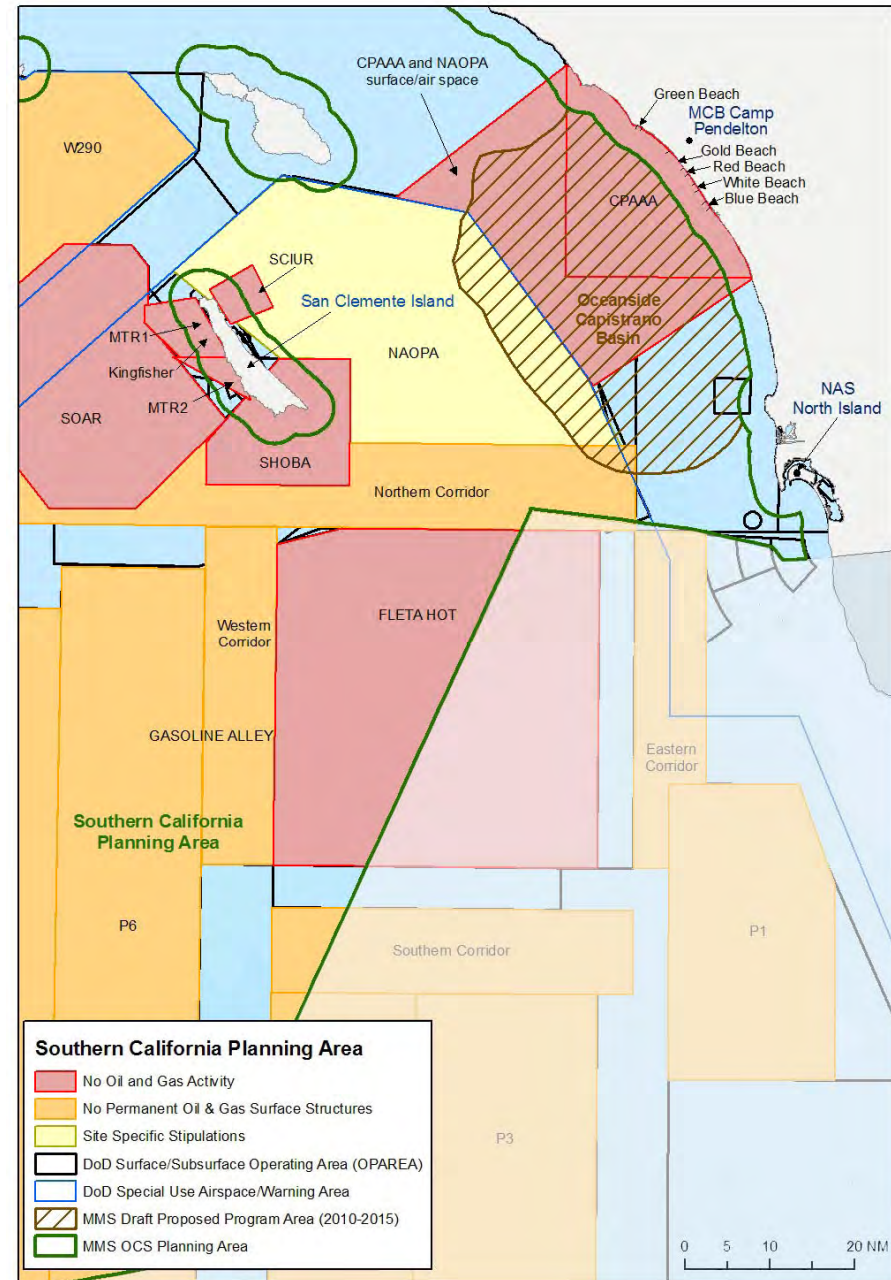 CPAAA and NAOPA
surface/air space
Green Beach
MCB Camp
Pendelton
W290
Gold Beach
Red Beach
White Beach
Blue Beach
CPAAA
SCIUR
San Clemente Island
Oceanside
Capistrano
Basin
MTR1
NAOPA
Kingfisher
NAS
North Island
MTR2
SOAR
SHOBA
Northern Corridor
FLETA HOT
Western
Corridor
GASOLINE ALLEY
Eastern
Corridor
Southern California
Planning Area
P6
Southern Corridor
P1
P3
Southern California Planning Area
No Oil and Gas Activity
No Permanent Oil & Gas Surface Structures
Site Specific Stipulations
DoD Surface/Subsurface Operating Area (OPAREA)
DoD Special Use Airspace/Warning Area
MMS Draft Proposed Program Area (2010-2015)
MMS OCS Planning Area
0 5 10 20 NM